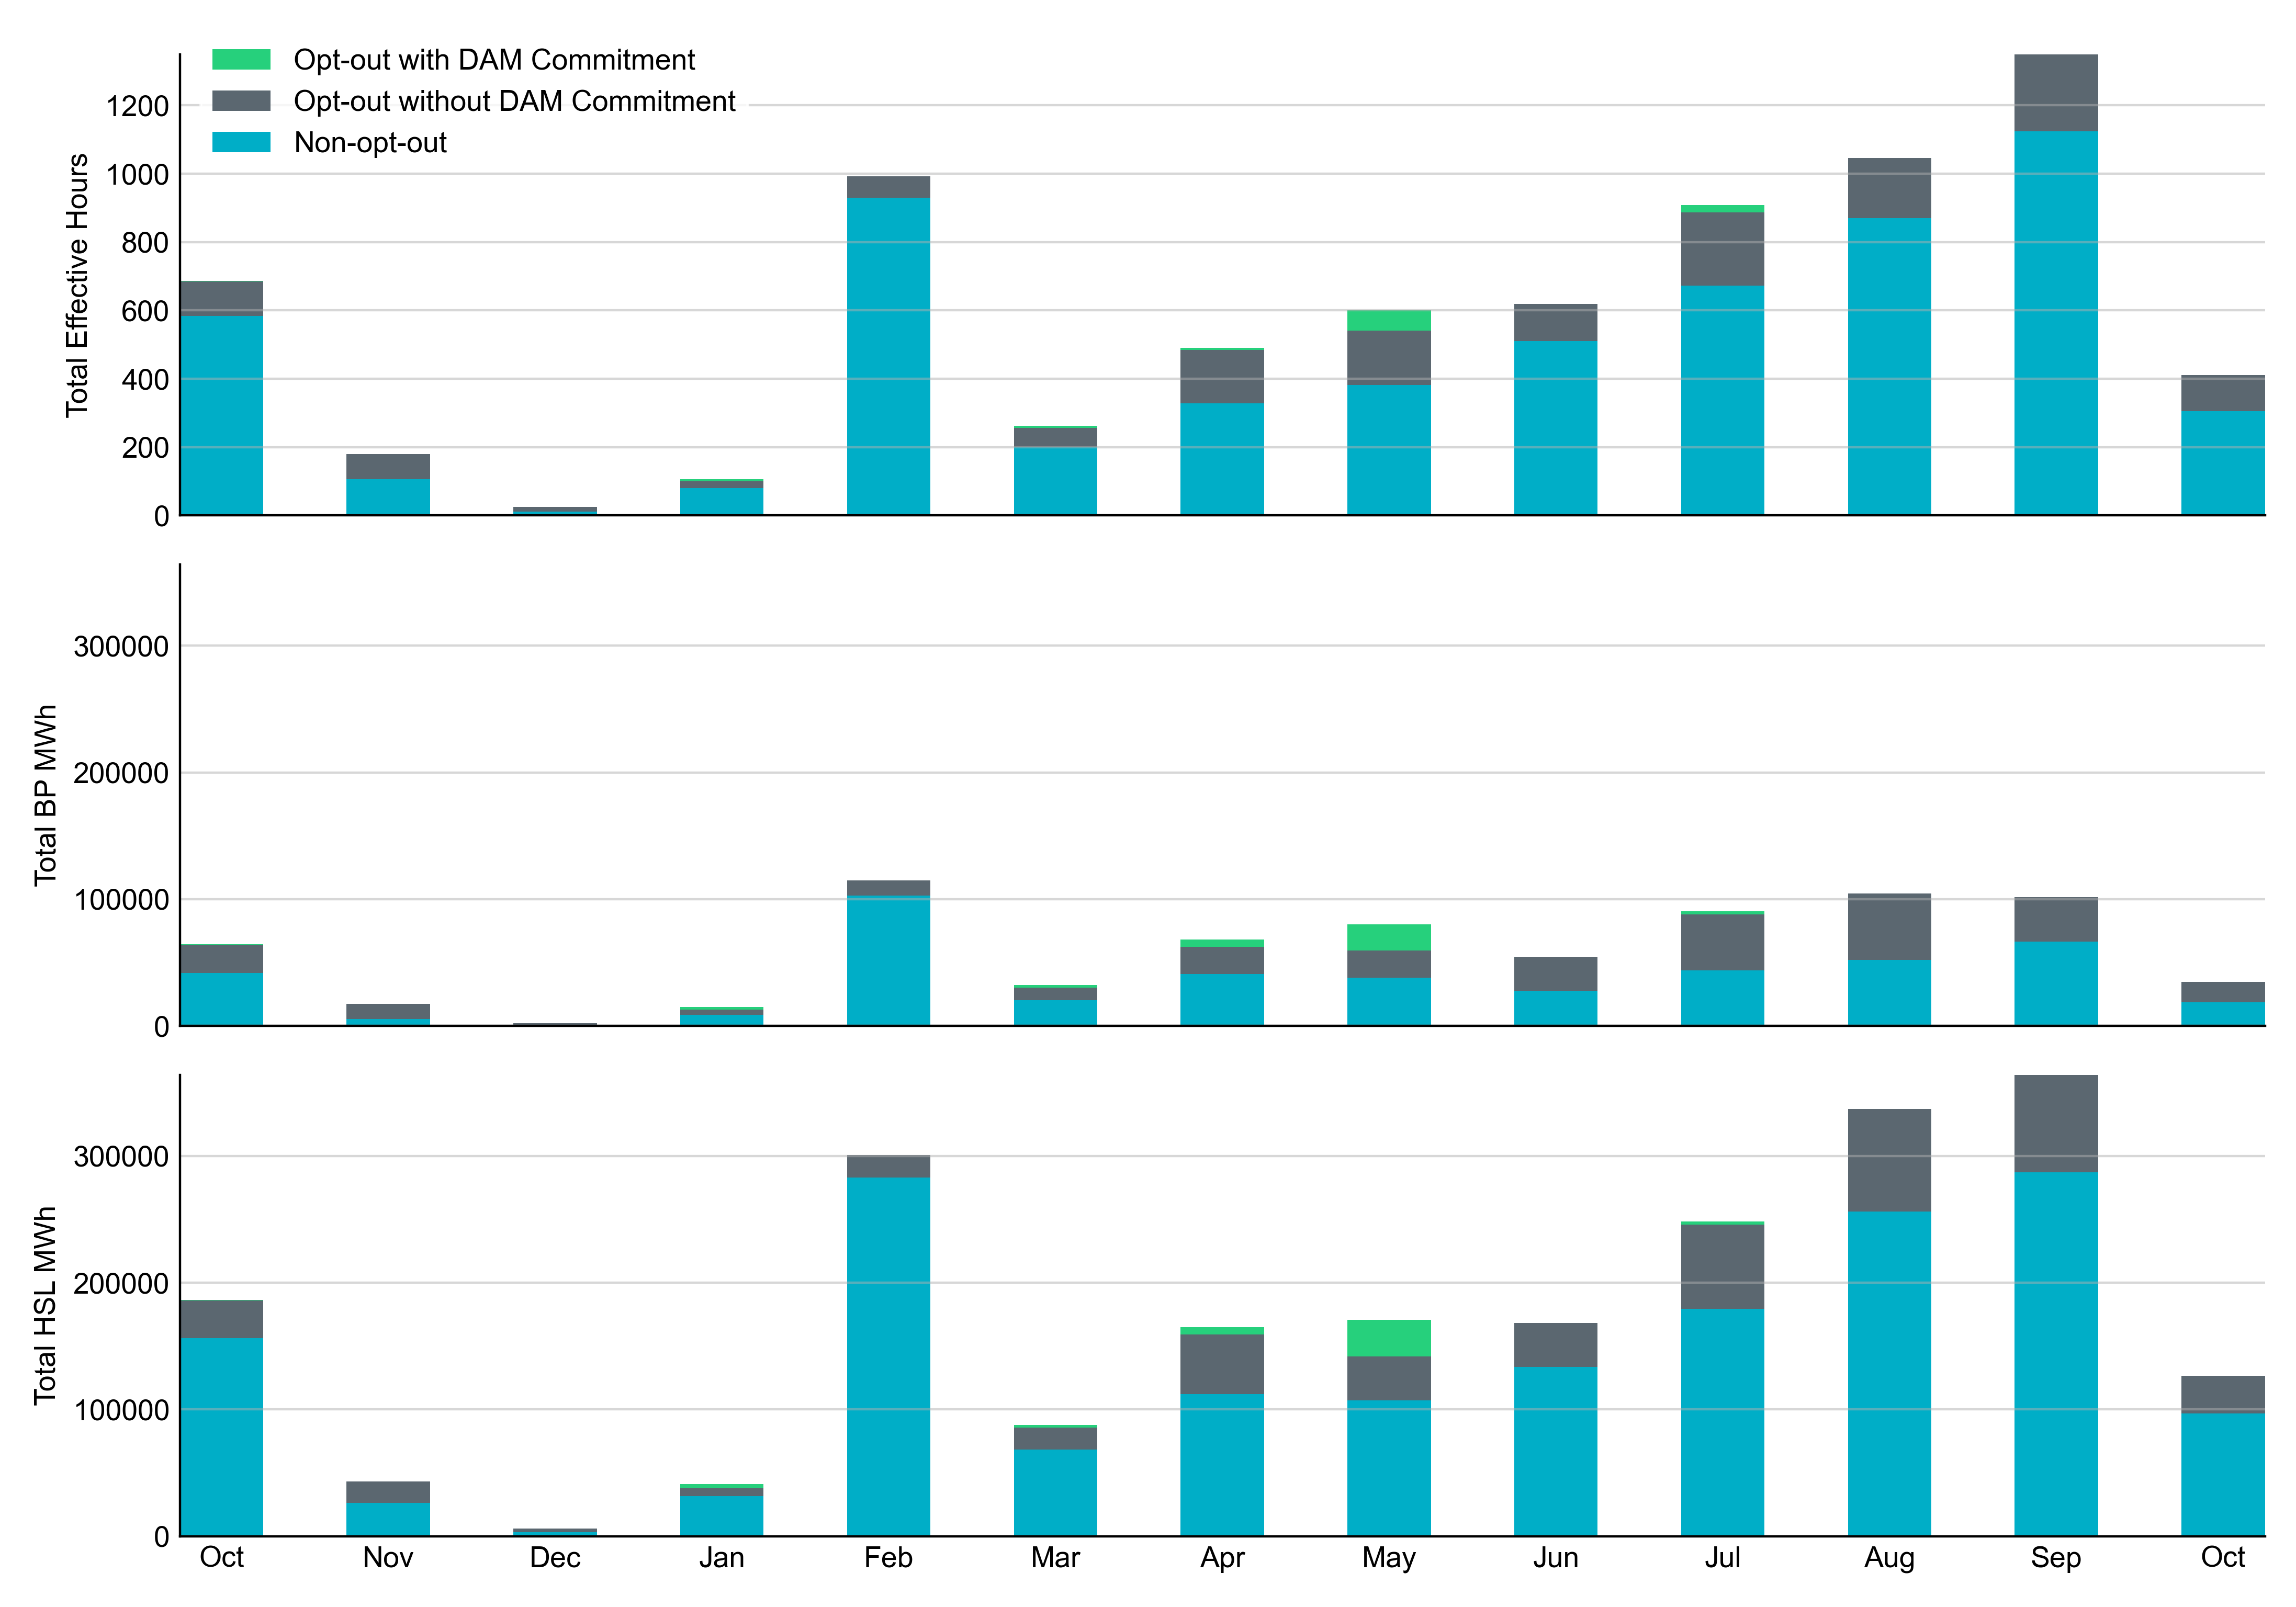 Opt-out with DAM Commitment
Opt-out without DAM Commitment
Non-opt-out
Total Effective Hours
1200
1000
800
600
400
200
0
Total BP MWh
300000
200000
100000
0
Total HSL MWh
300000
200000
100000
0
Oct Nov Dec Jan Feb Mar Apr May Jun Jul Aug Sep Oct